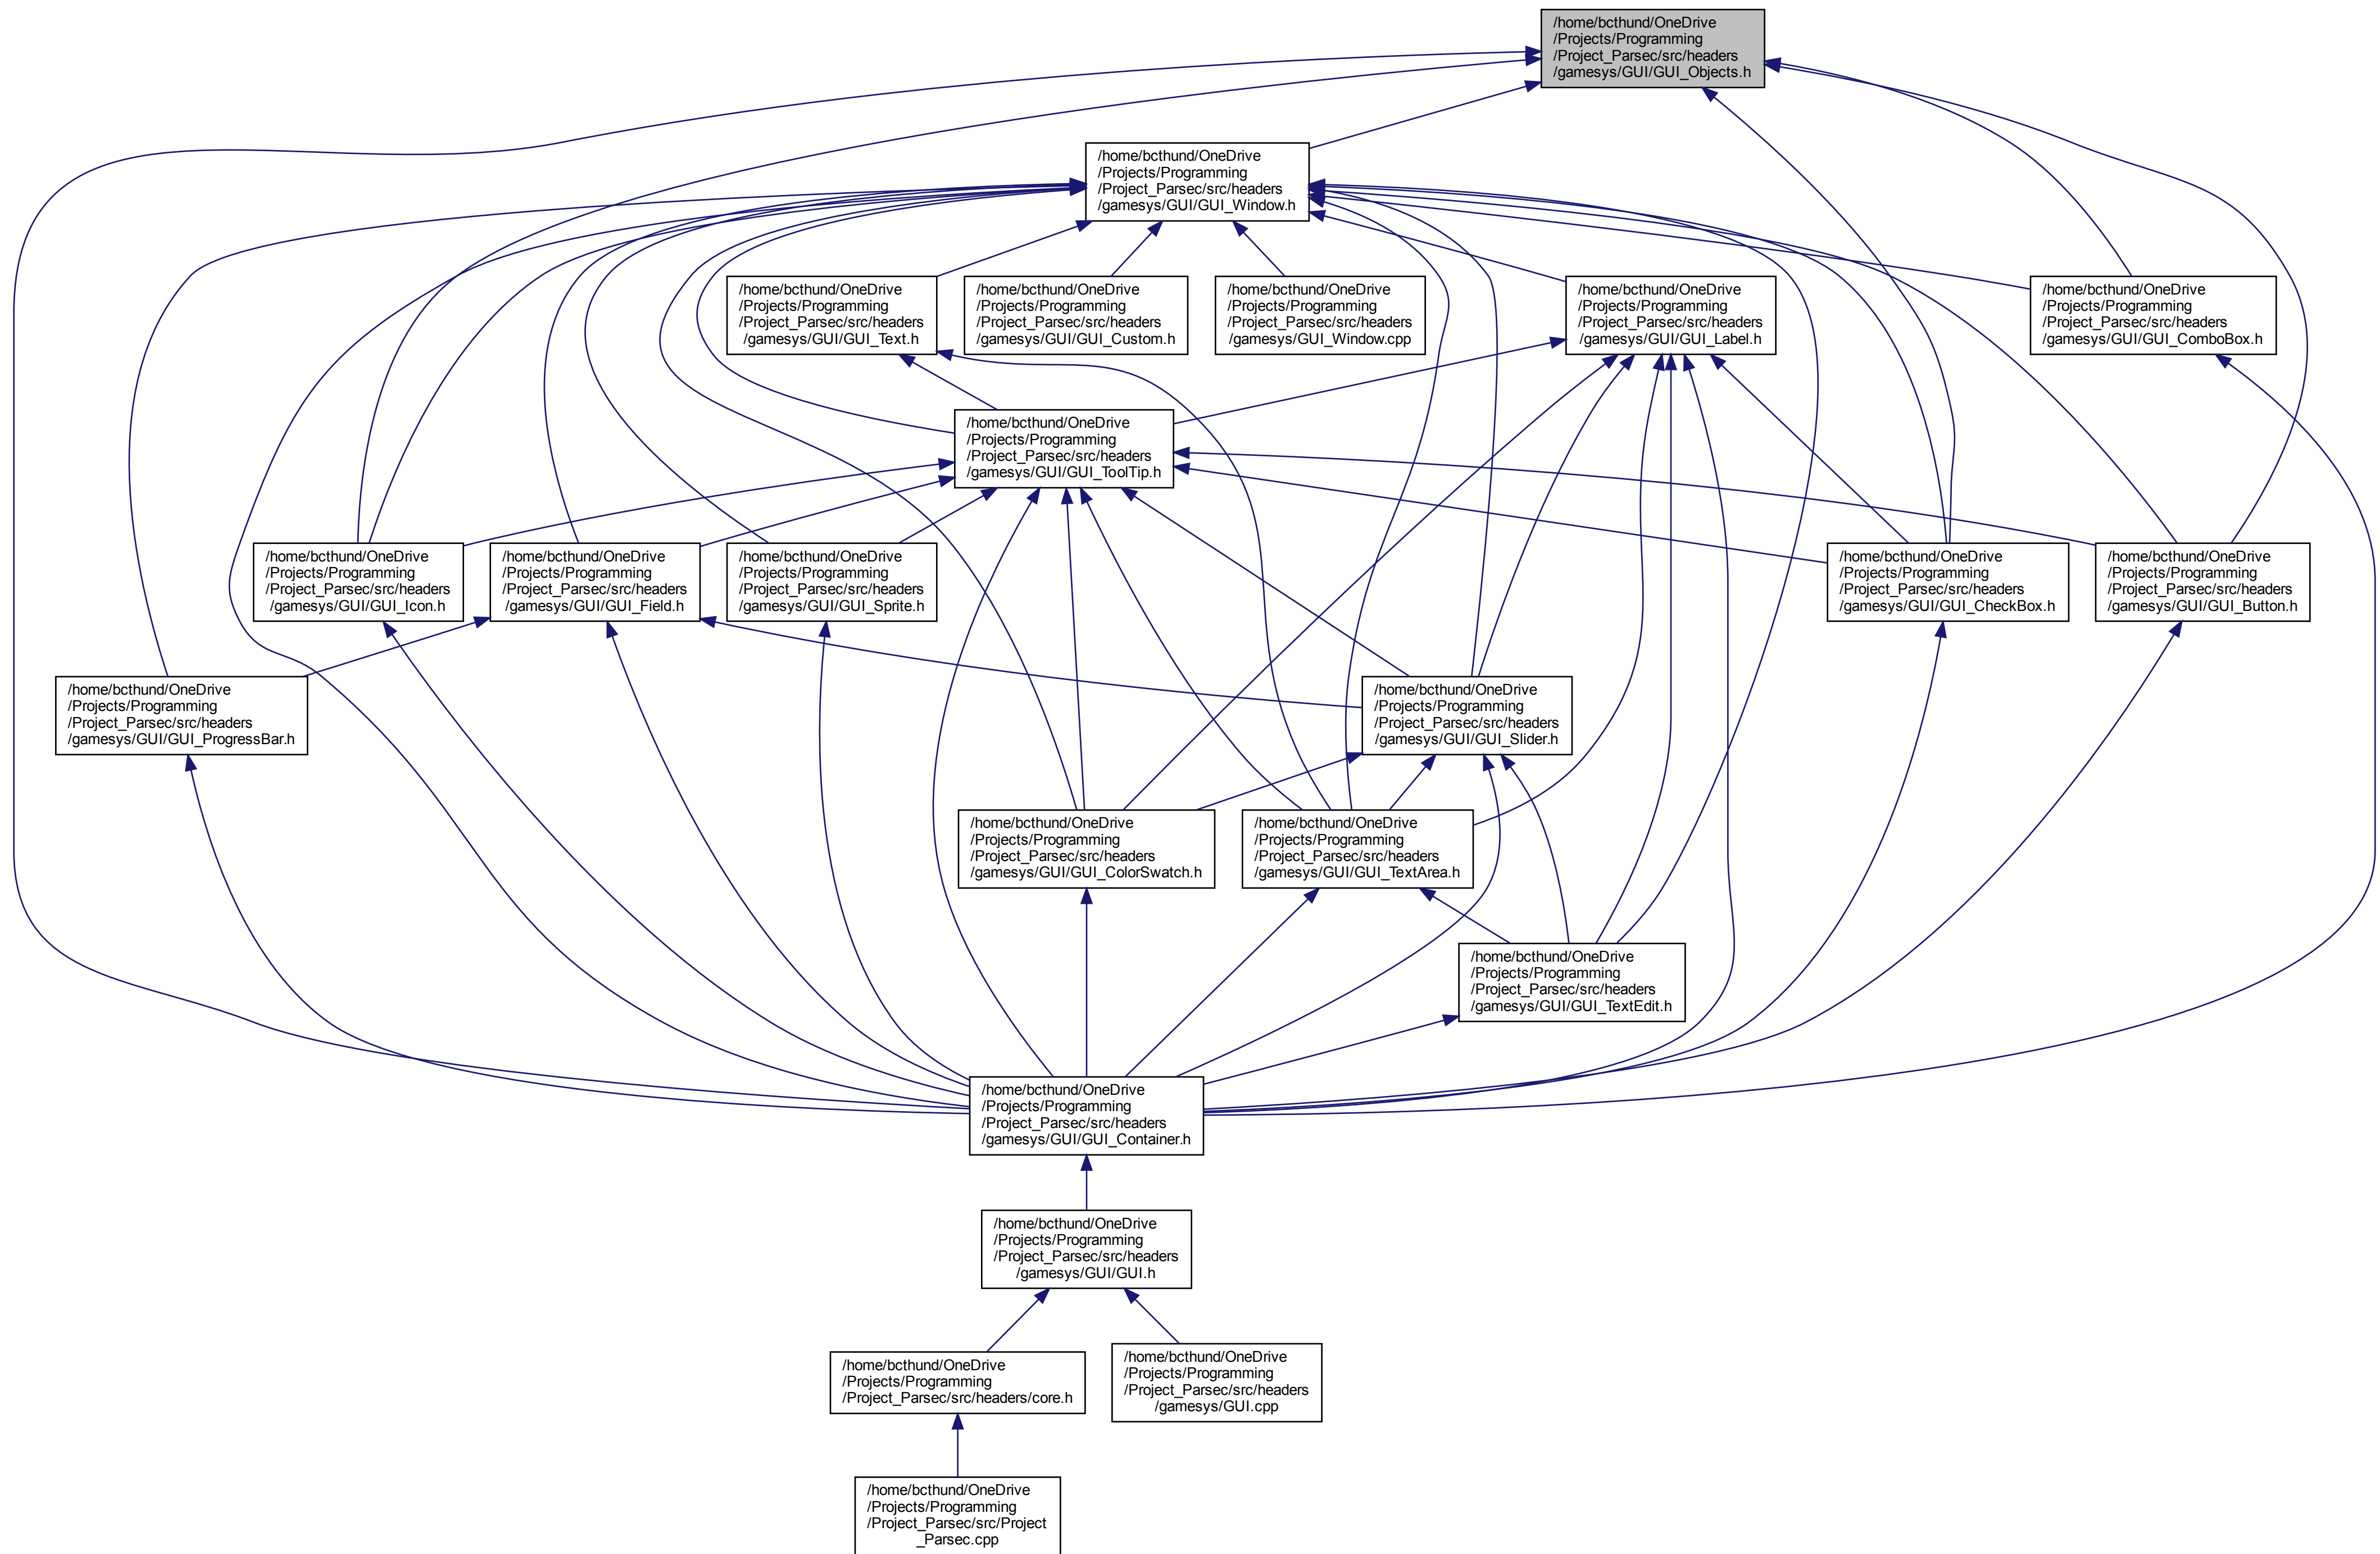 /home/bcthund/OneDrive
/Projects/Programming
/Project_Parsec/src/headers
/gamesys/GUI/GUI_Objects.h
/home/bcthund/OneDrive
/Projects/Programming
/Project_Parsec/src/headers
/gamesys/GUI/GUI_Window.h
/home/bcthund/OneDrive
/Projects/Programming
/Project_Parsec/src/headers
/gamesys/GUI/GUI_Text.h
/home/bcthund/OneDrive
/Projects/Programming
/Project_Parsec/src/headers
/gamesys/GUI/GUI_Custom.h
/home/bcthund/OneDrive
/Projects/Programming
/Project_Parsec/src/headers
/gamesys/GUI_Window.cpp
/home/bcthund/OneDrive
/Projects/Programming
/Project_Parsec/src/headers
/gamesys/GUI/GUI_Label.h
/home/bcthund/OneDrive
/Projects/Programming
/Project_Parsec/src/headers
/gamesys/GUI/GUI_ComboBox.h
/home/bcthund/OneDrive
/Projects/Programming
/Project_Parsec/src/headers
/gamesys/GUI/GUI_ToolTip.h
/home/bcthund/OneDrive
/Projects/Programming
/Project_Parsec/src/headers
/gamesys/GUI/GUI_Icon.h
/home/bcthund/OneDrive
/Projects/Programming
/Project_Parsec/src/headers
/gamesys/GUI/GUI_Field.h
/home/bcthund/OneDrive
/Projects/Programming
/Project_Parsec/src/headers
/gamesys/GUI/GUI_Sprite.h
/home/bcthund/OneDrive
/Projects/Programming
/Project_Parsec/src/headers
/gamesys/GUI/GUI_CheckBox.h
/home/bcthund/OneDrive
/Projects/Programming
/Project_Parsec/src/headers
/gamesys/GUI/GUI_Button.h
/home/bcthund/OneDrive
/Projects/Programming
/Project_Parsec/src/headers
/gamesys/GUI/GUI_ProgressBar.h
/home/bcthund/OneDrive
/Projects/Programming
/Project_Parsec/src/headers
/gamesys/GUI/GUI_Slider.h
/home/bcthund/OneDrive
/Projects/Programming
/Project_Parsec/src/headers
/gamesys/GUI/GUI_ColorSwatch.h
/home/bcthund/OneDrive
/Projects/Programming
/Project_Parsec/src/headers
/gamesys/GUI/GUI_TextArea.h
/home/bcthund/OneDrive
/Projects/Programming
/Project_Parsec/src/headers
/gamesys/GUI/GUI_TextEdit.h
/home/bcthund/OneDrive
/Projects/Programming
/Project_Parsec/src/headers
/gamesys/GUI/GUI_Container.h
/home/bcthund/OneDrive
/Projects/Programming
/Project_Parsec/src/headers
/gamesys/GUI/GUI.h
/home/bcthund/OneDrive
/Projects/Programming
/Project_Parsec/src/headers/core.h
/home/bcthund/OneDrive
/Projects/Programming
/Project_Parsec/src/headers
/gamesys/GUI.cpp
/home/bcthund/OneDrive
/Projects/Programming
/Project_Parsec/src/Project
_Parsec.cpp